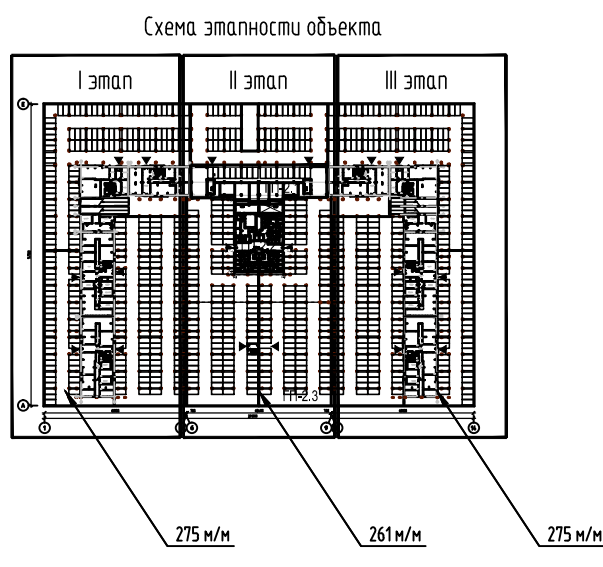 Схема этапности объекта
I этап
II этап
III этап
ГП-2.3
275 м/м
261 м/м
275 м/м